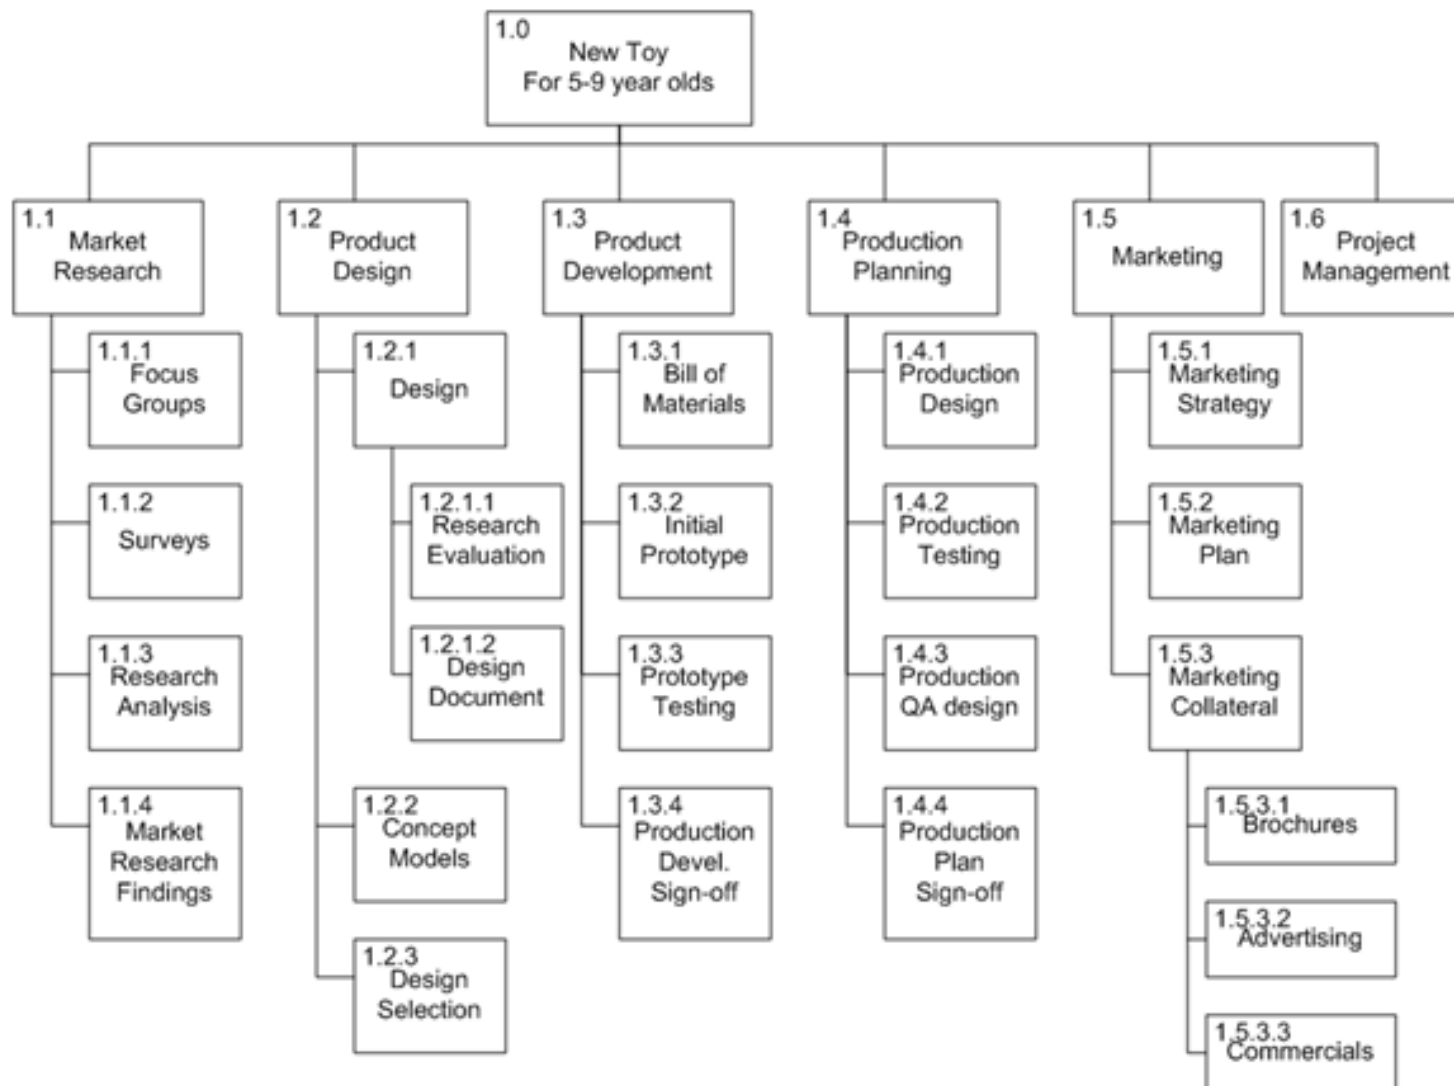 1.0
New Toy
For 5-9 year olds
1.1
Market
Research
1.1.1
Focus
Groups
1.1.2
Surveys
1.1.3
Research
Analysis
1.1.4
Market
Research
Findings
1.2
Product
Design
1.2.1
Design
1.2.1.1
Research
Evaluation
1.2.1.2
Design
Document
1.2.2
Concept
Models
1.2.3
Design
Selection
1.3
Product
Development
1.3.1
Bill of
Materials
1.3.2
Initial
Prototype
1.3.3
Prototype
Testing
1.3.4
Production
Devel.
Sign-off
1.4
Production
Planning
1.4.1
Production
Design
1.4.2
Production
Testing
1.4.3
Production
QA design
1.4.4
Production
Plan
Sign-off
1.5
Marketing
1.5.1
Marketing
Strategy
1.5.2
Marketing
Plan
1.5.3
Marketing
Collateral
1.5.3.1
Brochures
1.5.3.2
Advertising
1.5.3.3
Commercials
1.6
Project
Management